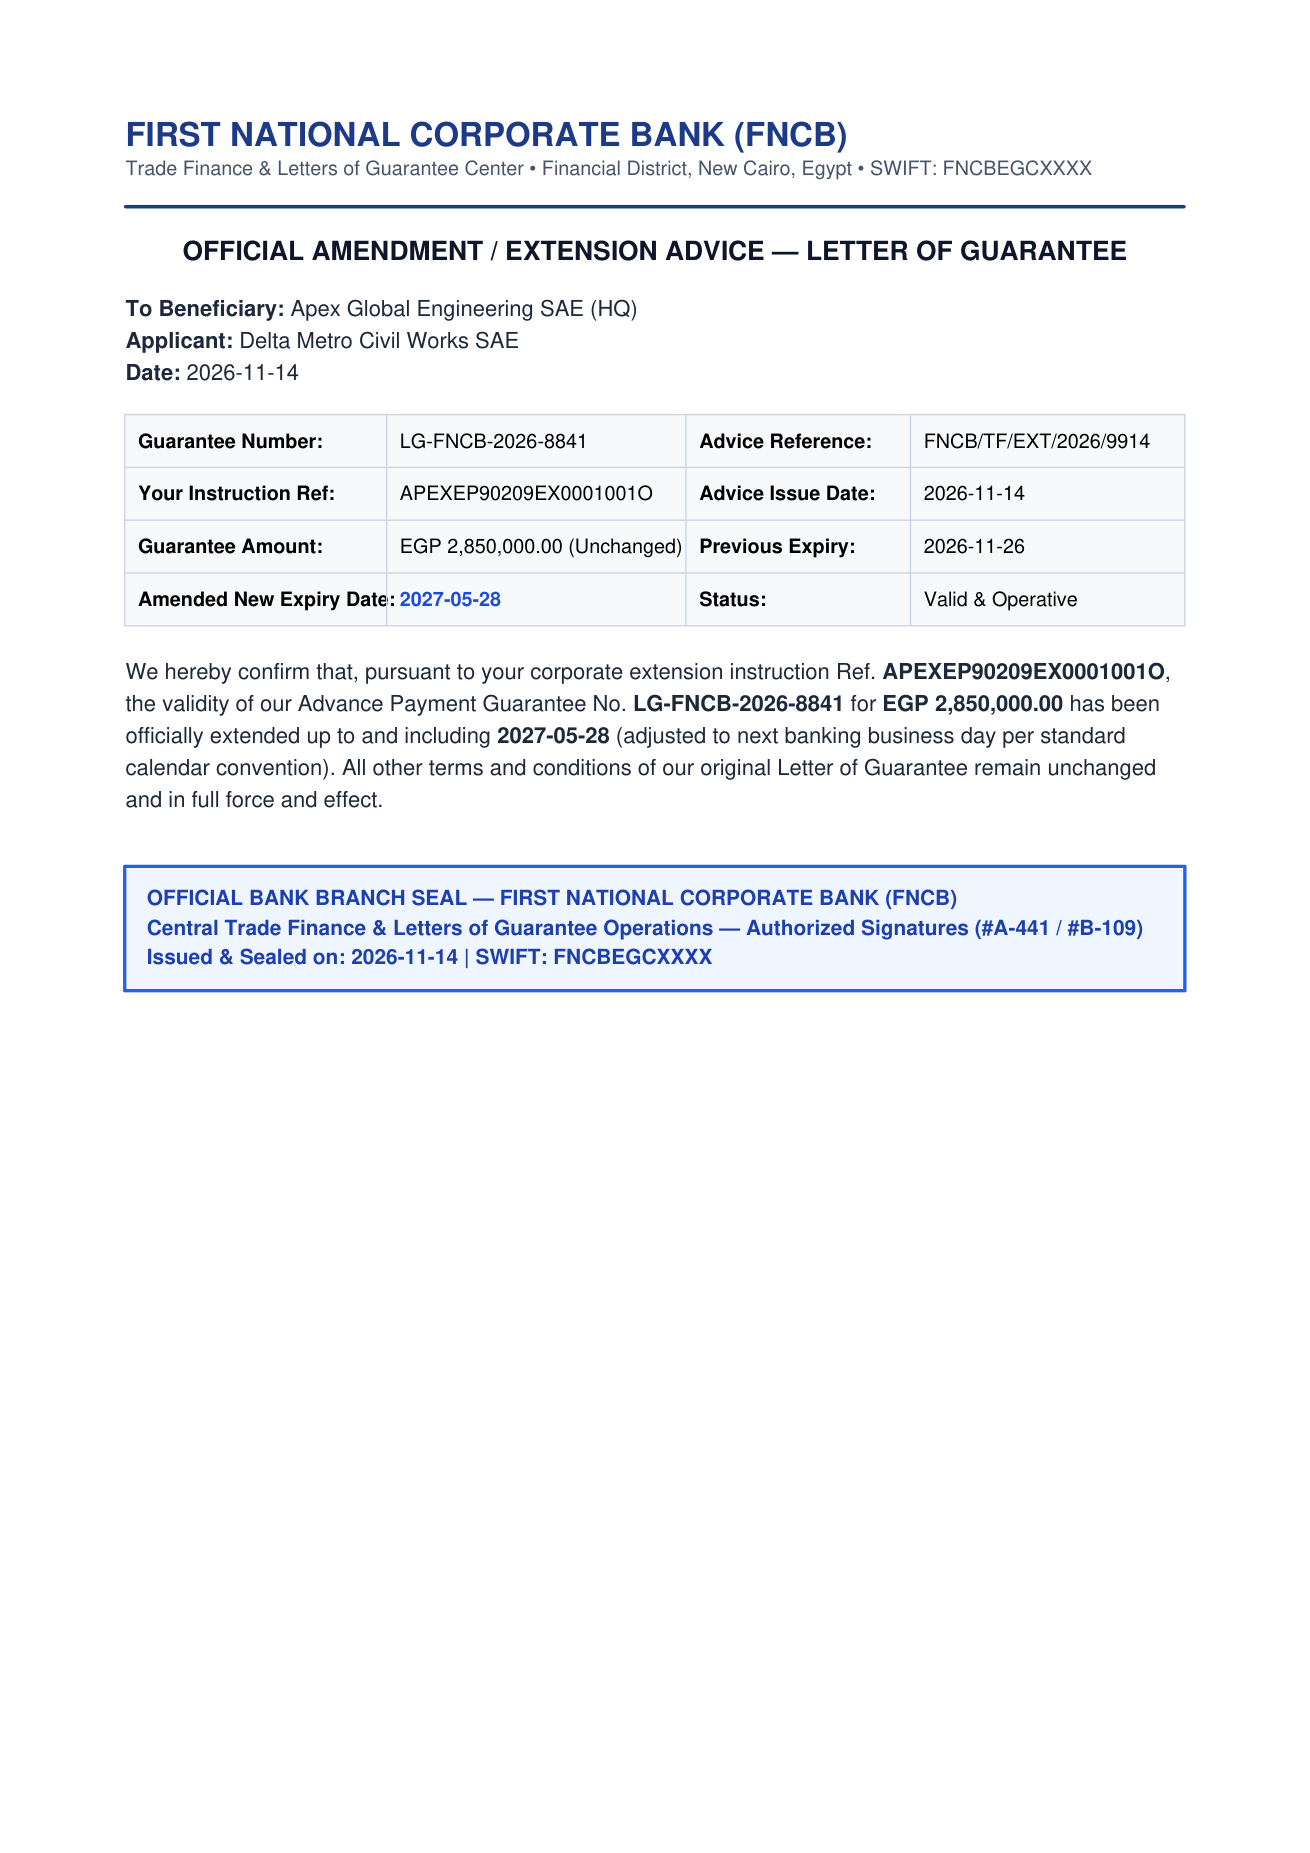 FIRST NATIONAL CORPORATE BANK (FNCB)
Trade Finance & Letters of Guarantee Center • Financial District, New Cairo, Egypt • SWIFT: FNCBEGCXXXX
OFFICIAL AMENDMENT / EXTENSION ADVICE — LETTER OF GUARANTEE
To Beneficiary: Apex Global Engineering SAE (HQ)
Applicant: Delta Metro Civil Works SAE
Date: 2026-11-14
Guarantee Number: LG-FNCB-2026-8841 Advice Reference: FNCB/TF/EXT/2026/9914
Your Instruction Ref: APEXEP90209EX0001001O Advice Issue Date: 2026-11-14
Guarantee Amount: EGP 2,850,000.00 (Unchanged) Previous Expiry: 2026-11-26
Amended New Expiry Date: 2027-05-28 Status: Valid & Operative
We hereby confirm that, pursuant to your corporate extension instruction Ref. APEXEP90209EX0001001O,
the validity of our Advance Payment Guarantee No. LG-FNCB-2026-8841 for EGP 2,850,000.00 has been
officially extended up to and including 2027-05-28 (adjusted to next banking business day per standard
calendar convention). All other terms and conditions of our original Letter of Guarantee remain unchanged
and in full force and effect.
OFFICIAL BANK BRANCH SEAL — FIRST NATIONAL CORPORATE BANK (FNCB)
Central Trade Finance & Letters of Guarantee Operations — Authorized Signatures (#A-441 / #B-109)
Issued & Sealed on: 2026-11-14 | SWIFT: FNCBEGCXXXX